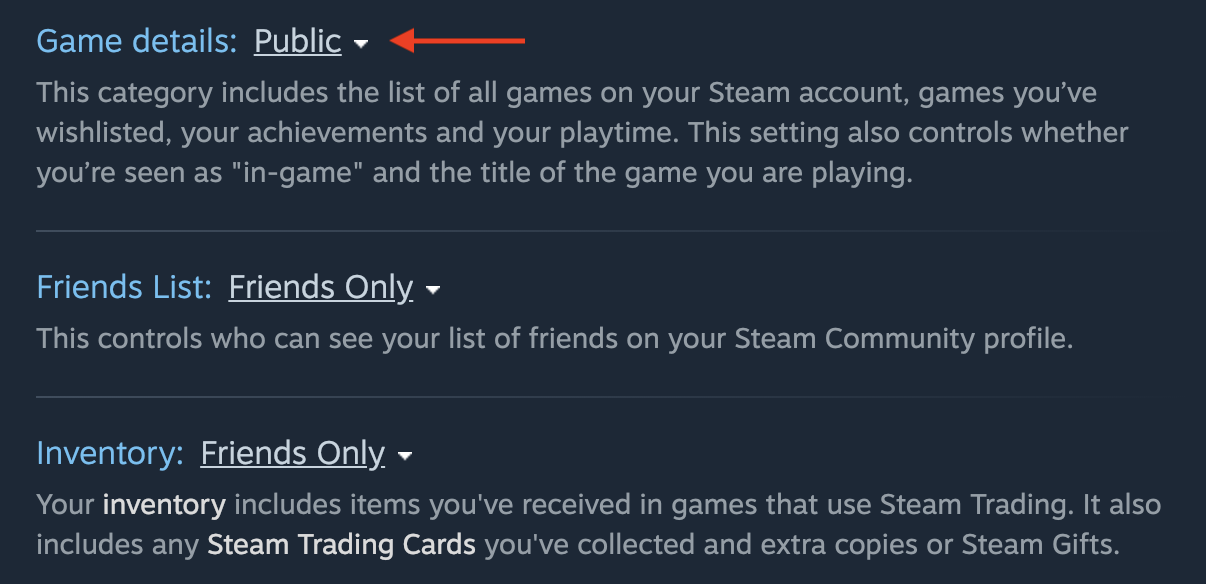 Game details: Public
This category includes the list of all games on your Steam account, games you’ve
wishlisted, your achievements and your playtime. This setting also controls whether
you’re seen as "in-game" and the title of the game you are playing.
Friends List: Friends Only
This controls who can see your list of friends on your Steam Community profile.
Inventory: Friends Only
Your inventory includes items you've received in games that use Steam Trading. It also
includes any Steam Trading Cards you've collected and extra copies or Steam Gifts.